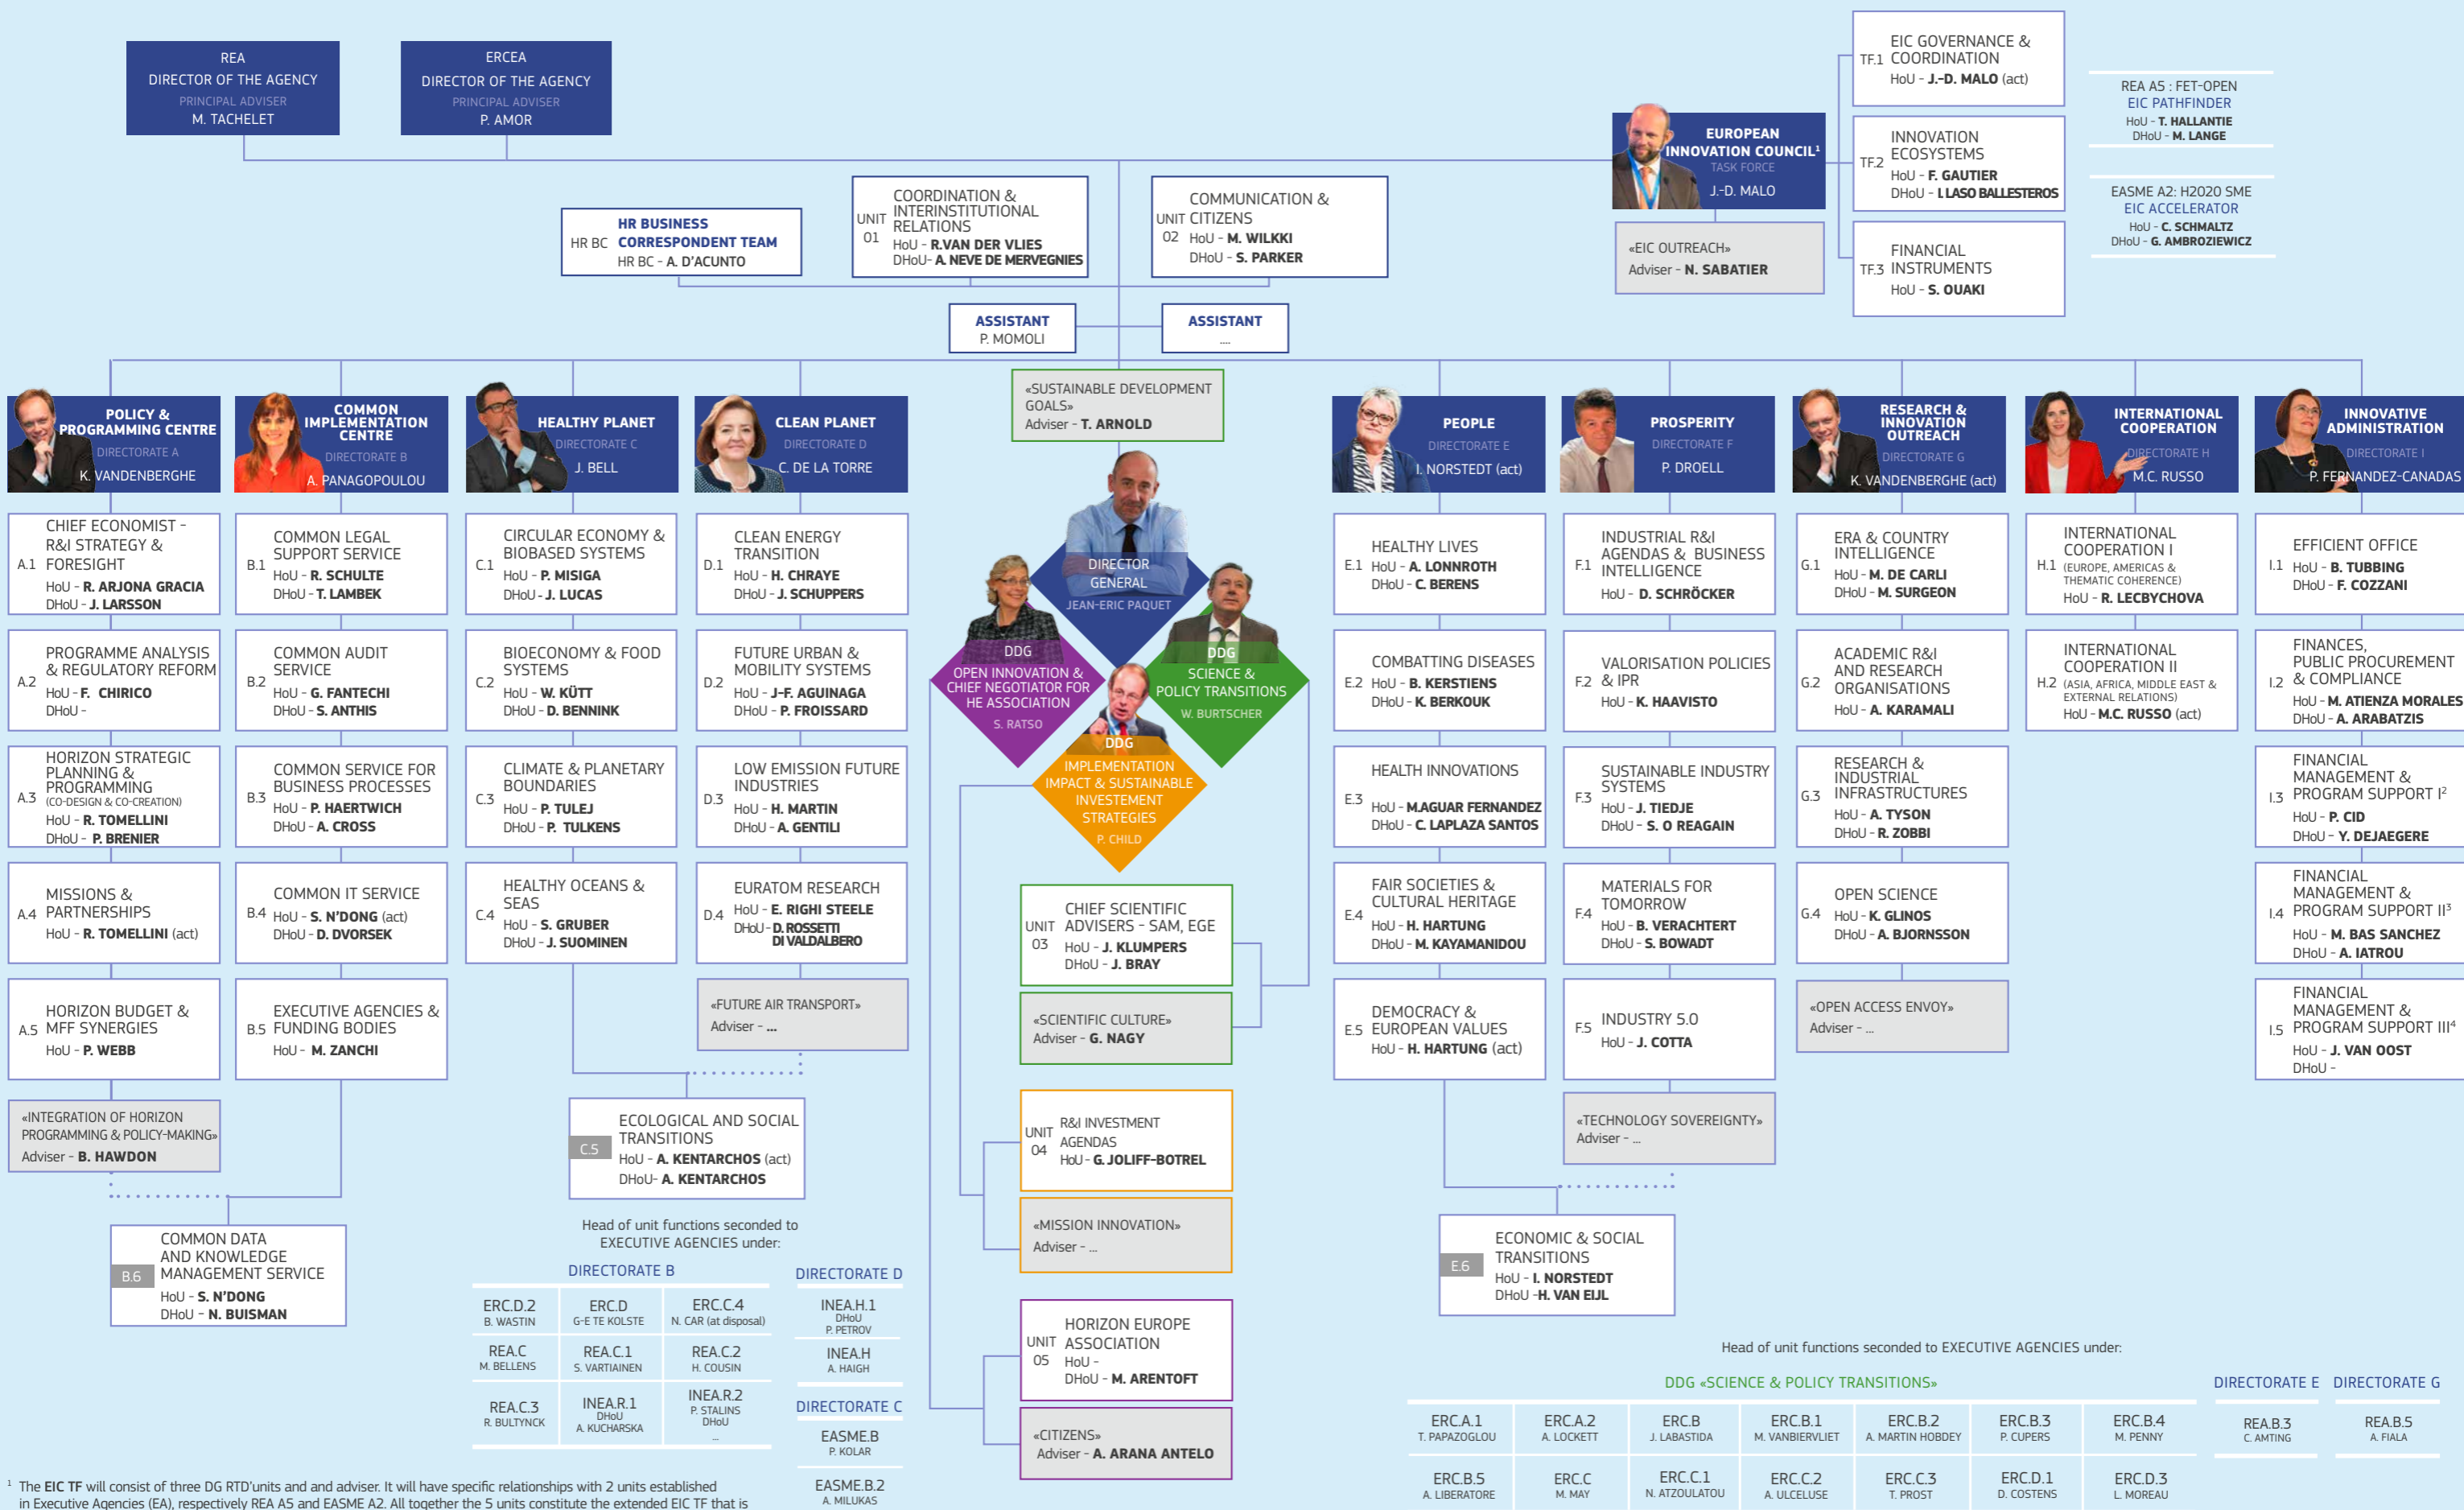 REA
DIRECTOR OF THE AGENCY
PRINCIPAL ADVISER
M. TACHELET
ERCEA
DIRECTOR OF THE AGENCY
PRINCIPAL ADVISER
P. AMOR
EUROPEAN
INNOVATION COUNCIL¹
TASK FORCE
J.-D. MALO
«EIC OUTREACH»
Adviser - N. SABATIER
TF.1
EIC GOVERNANCE &
COORDINATION
HoU - J.-D. MALO (act)
TF.2
INNOVATION
ECOSYSTEMS
HoU - F. GAUTIER
DHoU - I. LASO BALLESTEROS
TF.3
FINANCIAL
INSTRUMENTS
HoU - S. OUAKI
REA A5 : FET-OPEN
EIC PATHFINDER
HoU - T. HALLANTIE
DHoU - M. LANGE
EASME A2: H2020 SME
EIC ACCELERATOR
HoU - C. SCHMALTZ
DHoU - G. AMBROZIEWICZ
HR BC
HR BUSINESS
CORRESPONDENT TEAM
HR BC - A. D'ACUNTO
UNIT
01
COORDINATION &
INTERINSTITUTIONAL
RELATIONS
HoU - R.VAN DER VLIES
DHoU- A. NEVE DE MERVEGNIES
UNIT
02
COMMUNICATION &
CITIZENS
HoU - M. WILKKI
DHoU - S. PARKER
ASSISTANT
P. MOMOLI
ASSISTANT
....
«SUSTAINABLE DEVELOPMENT
GOALS»
Adviser - T. ARNOLD
POLICY &
PROGRAMMING CENTRE
DIRECTORATE A
K. VANDENBERGHE
A.1
CHIEF ECONOMIST -
R&I STRATEGY &
FORESIGHT
HoU - R. ARJONA GRACIA
DHoU - J. LARSSON
A.2
PROGRAMME ANALYSIS
& REGULATORY REFORM
HoU - F. CHIRICO
DHoU -
A.3
HORIZON STRATEGIC
PLANNING &
PROGRAMMING
(CO-DESIGN & CO-CREATION)
HoU - R. TOMELLINI
DHoU - P. BRENIER
A.4
MISSIONS &
PARTNERSHIPS
HoU - R. TOMELLINI (act)
A.5
HORIZON BUDGET &
MFF SYNERGIES
HoU - P. WEBB
«INTEGRATION OF HORIZON
PROGRAMMING & POLICY-MAKING»
Adviser - B. HAWDON
COMMON
IMPLEMENTATION
CENTRE
DIRECTORATE B
A. PANAGOPOULOU
B.1
COMMON LEGAL
SUPPORT SERVICE
HoU - R. SCHULTE
DHoU - T. LAMBEK
B.2
COMMON AUDIT
SERVICE
HoU - G. FANTECHI
DHoU - S. ANTHIS
B.3
COMMON SERVICE FOR
BUSINESS PROCESSES
HoU - P. HAERTWICH
DHoU - A. CROSS
B.4
COMMON IT SERVICE
HoU - S. N'DONG (act)
DHoU - D. DVORSEK
B.5
EXECUTIVE AGENCIES &
FUNDING BODIES
HoU - M. ZANCHI
B.6
COMMON DATA
AND KNOWLEDGE
MANAGEMENT SERVICE
HoU - S. N'DONG
DHoU - N. BUISMAN
HEALTHY PLANET
DIRECTORATE C
J. BELL
C.1
CIRCULAR ECONOMY &
BIOBASED SYSTEMS
HoU - P. MISIGA
DHoU - J. LUCAS
C.2
BIOECONOMY & FOOD
SYSTEMS
HoU - W. KÜTT
DHoU - D. BENNINK
C.3
CLIMATE & PLANETARY
BOUNDARIES
HoU - P. TULEJ
DHoU - P. TULKENS
C.4
HEALTHY OCEANS &
SEAS
HoU - S. GRUBER
DHoU - J. SUOMINEN
C.5
ECOLOGICAL AND SOCIAL
TRANSITIONS
HoU - A. KENTARCHOS (act)
DHoU- A. KENTARCHOS
CLEAN PLANET
DIRECTORATE D
C. DE LA TORRE
D.1
CLEAN ENERGY
TRANSITION
HoU - H. CHRAYE
DHoU - J. SCHUPPERS
D.2
FUTURE URBAN &
MOBILITY SYSTEMS
HoU - J-F. AGUINAGA
DHoU - P. FROISSARD
D.3
LOW EMISSION FUTURE
INDUSTRIES
HoU - H. MARTIN
DHoU - A. GENTILI
D.4
EURATOM RESEARCH
HoU - E. RIGHI STEELE
DHoU - D. ROSSETTI
DI VALDALBERO
«FUTURE AIR TRANSPORT»
Adviser - ...
DIRECTOR
GENERAL
JEAN-ERIC PAQUET
DDG
OPEN INNOVATION &
CHIEF NEGOTIATOR FOR
HE ASSOCIATION
S. RATSO
DDG
SCIENCE &
POLICY TRANSITIONS
W. BURTSCHER
DDG
IMPLEMENTATION
IMPACT & SUSTAINABLE
INVESTEMENT
STRATEGIES
P. CHILD
UNIT
03
CHIEF SCIENTIFIC
ADVISERS - SAM, EGE
HoU - J. KLUMPERS
DHoU - J. BRAY
«SCIENTIFIC CULTURE»
Adviser - G. NAGY
UNIT
04
R&I INVESTMENT
AGENDAS
HoU - G. JOLIFF-BOTREL
«MISSION INNOVATION»
Adviser - ...
UNIT
05
HORIZON EUROPE
ASSOCIATION
HoU -
DHoU - M. ARENTOFT
«CITIZENS»
Adviser - A. ARANA ANTELO
PEOPLE
DIRECTORATE E
I. NORSTEDT (act)
E.1
HEALTHY LIVES
HoU - A. LONNROTH
DHoU - C. BERENS
E.2
COMBATTING DISEASES
HoU - B. KERSTIENS
DHoU - K. BERKOUK
E.3
HEALTH INNOVATIONS
HoU - M.AGUAR FERNANDEZ
DHoU - C. LAPLAZA SANTOS
E.4
FAIR SOCIETIES &
CULTURAL HERITAGE
HoU - H. HARTUNG
DHoU - M. KAYAMANIDOU
E.5
DEMOCRACY &
EUROPEAN VALUES
HoU - H. HARTUNG (act)
E.6
ECONOMIC & SOCIAL
TRANSITIONS
HoU - I. NORSTEDT
DHoU -H. VAN EIJL
PROSPERITY
DIRECTORATE F
P. DROELL
F.1
INDUSTRIAL R&I
AGENDAS & BUSINESS
INTELLIGENCE
HoU - D. SCHRÖCKER
F.2
VALORISATION POLICIES
& IPR
HoU - K. HAAVISTO
F.3
SUSTAINABLE INDUSTRY
SYSTEMS
HoU - J. TIEDJE
DHoU - S. O REAGAIN
F.4
MATERIALS FOR
TOMORROW
HoU - B. VERACHTERT
DHoU - S. BOWADT
F.5
INDUSTRY 5.0
HoU - J. COTTA
«TECHNOLOGY SOVEREIGNTY»
Adviser - ...
RESEARCH &
INNOVATION
OUTREACH
DIRECTORATE G
K. VANDENBERGHE (act)
G.1
ERA & COUNTRY
INTELLIGENCE
HoU - M. DE CARLI
DHoU - M. SURGEON
G.2
ACADEMIC R&I
AND RESEARCH
ORGANISATIONS
HoU - A. KARAMALI
G.3
RESEARCH &
INDUSTRIAL
INFRASTRUCTURES
HoU - A. TYSON
DHoU - R. ZOBBI
G.4
OPEN SCIENCE
HoU - K. GLINOS
DHoU - A. BJORNSSON
«OPEN ACCESS ENVOY»
Adviser - ...
INTERNATIONAL
COOPERATION
DIRECTORATE H
M.C. RUSSO
H.1
INTERNATIONAL
COOPERATION I
(EUROPE, AMERICAS &
THEMATIC COHERENCE)
HoU - R. LECBYCHOVA
H.2
INTERNATIONAL
COOPERATION II
(ASIA, AFRICA, MIDDLE EAST &
EXTERNAL RELATIONS)
HoU - M.C. RUSSO (act)
INNOVATIVE
ADMINISTRATION
DIRECTORATE I
P. FERNANDEZ-CANADAS
I.1
EFFICIENT OFFICE
HoU - B. TUBBING
DHoU - F. COZZANI
I.2
FINANCES,
PUBLIC PROCUREMENT
& COMPLIANCE
HoU - M. ATIENZA MORALES
DHoU - A. ARABATZIS
I.3
FINANCIAL
MANAGEMENT &
PROGRAM SUPPORT I²
HoU - P. CID
DHoU - Y. DEJAEGERE
I.4
FINANCIAL
MANAGEMENT &
PROGRAM SUPPORT II³
HoU - M. BAS SANCHEZ
DHoU - A. IATROU
I.5
FINANCIAL
MANAGEMENT &
PROGRAM SUPPORT III⁴
HoU - J. VAN OOST
DHoU -
Head of unit functions seconded to
EXECUTIVE AGENCIES under:
DIRECTORATE B
ERC.D.2
B. WASTIN
ERC.D
G-E TE KOLSTE
ERC.C.4
N. CAR (at disposal)
REA.C
M. BELLENS
REA.C.1
S. VARTIAINEN
REA.C.2
H. COUSIN
REA.C.3
R. BULTYNCK
INEA.R.1
DHoU
A. KUCHARSKA
INEA.R.2
P. STALINS
DHoU
...
DIRECTORATE D
INEA.H.1
DHoU
P. PETROV
INEA.H
A. HAIGH
DIRECTORATE C
EASME.B
P. KOLAR
EASME.B.2
A. MILUKAS
Head of unit functions seconded to EXECUTIVE AGENCIES under:
DDG «SCIENCE & POLICY TRANSITIONS»
ERC.A.1
T. PAPAZOGLOU
ERC.A.2
A. LOCKETT
ERC.B
J. LABASTIDA
ERC.B.1
M. VANBIERVLIET
ERC.B.2
A. MARTIN HOBDEY
ERC.B.3
P. CUPERS
ERC.B.4
M. PENNY
ERC.B.5
A. LIBERATORE
ERC.C
M. MAY
ERC.C.1
N. ATZOULATOU
ERC.C.2
A. ULCELUSE
ERC.C.3
T. PROST
ERC.D.1
D. COSTENS
ERC.D.3
L. MOREAU
DIRECTORATE E
REA.B.3
C. AMTING
DIRECTORATE G
REA.B.5
A. FIALA
¹ The EIC TF will consist of three DG RTD'units and and adviser. It will have specific relationships with 2 units established
in Executive Agencies (EA), respectively REA A5 and EASME A2. All together the 5 units constitute the extended EIC TF that is